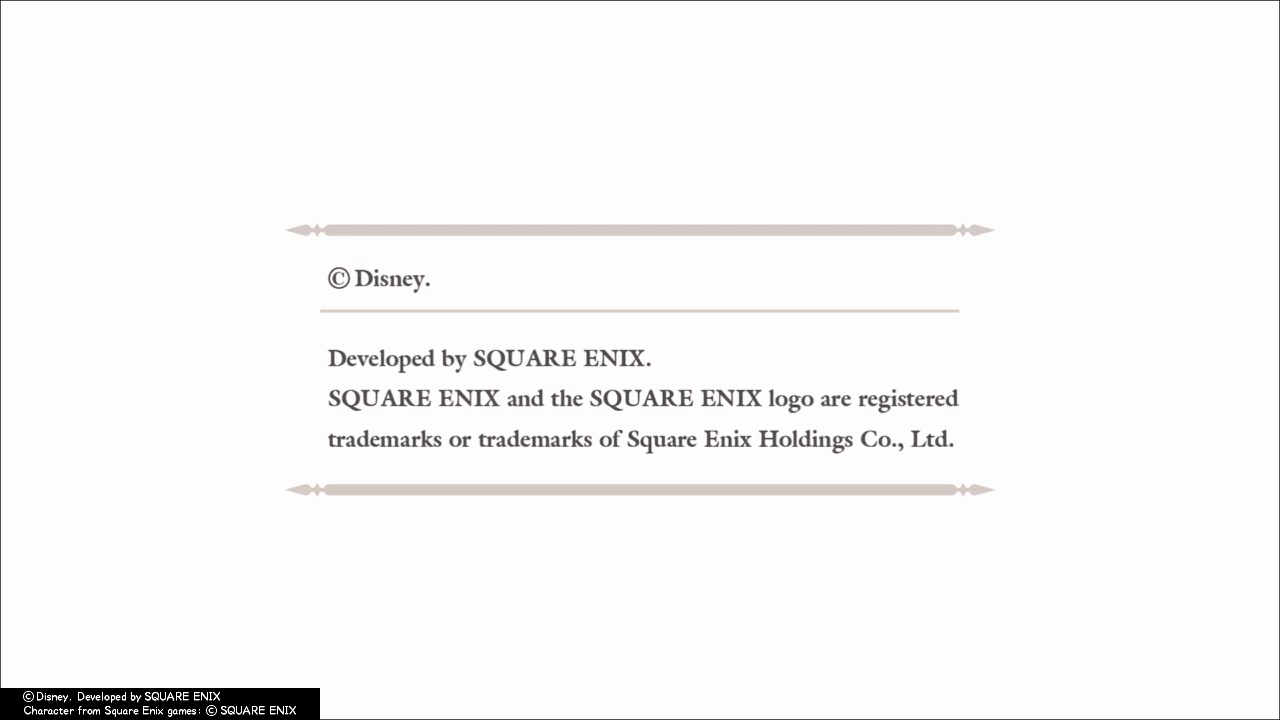 © Disney.
Developed by SQUARE ENIX.
SQUARE ENIX and the SQUARE ENIX logo are registered
trademarks or trademarks of Square Enix Holdings Co., Ltd.
© Disney. Developed by SQUARE ENIX
Character from Square Enix games: © SQUARE ENIX